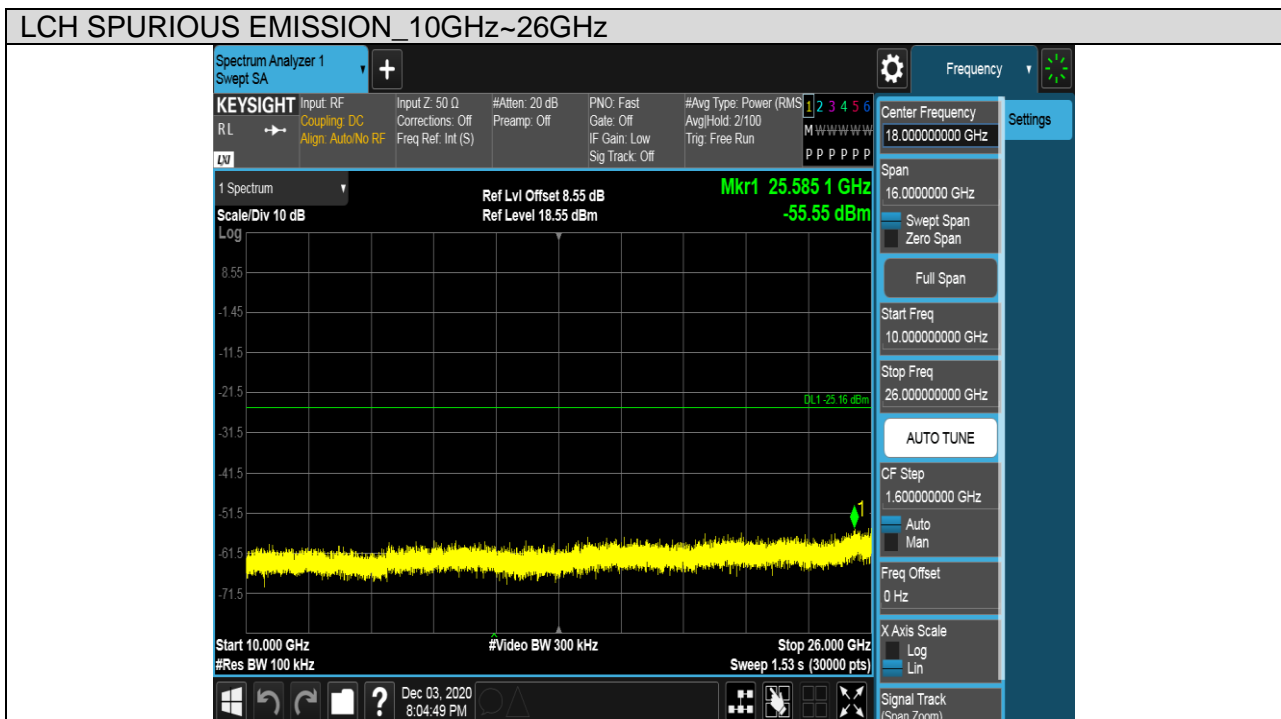 LCH SPURIOUS EMISSION_10GHz~26GHz
Spectrum Analyzer 1
Swept SA
+
Frequency
KEYSIGHT
RL
LXI
Input: RF
Coupling: DC
Align: Auto/No RF
Input Z: 50 Ω
Corrections: Off
Freq Ref: Int (S)
#Atten: 20 dB
Preamp: Off
PNO: Fast
Gate: Off
IF Gain: Low
Sig Track: Off
#Avg Type: Power (RMS
Avg|Hold: 2/100
Trig: Free Run
1 2 3 4 5 6
M W W W W W
P P P P P P
1 Spectrum
Scale/Div 10 dB
Ref Lvl Offset 8.55 dB
Ref Level 18.55 dBm
Mkr1 25.585 1 GHz
-55.55 dBm
Log
8.55
-1.45
-11.5
-21.5
DL1 -25.16 dBm
-31.5
-41.5
-51.5
1
-61.5
-71.5
Start 10.000 GHz
#Video BW 300 kHz
Stop 26.000 GHz
#Res BW 100 kHz
Sweep 1.53 s (30000 pts)
?
Dec 03, 2020
8:04:49 PM
Center Frequency
18.000000000 GHz
Settings
Span
16.0000000 GHz
Swept Span
Zero Span
Full Span
Start Freq
10.000000000 GHz
Stop Freq
26.000000000 GHz
AUTO TUNE
CF Step
1.600000000 GHz
Auto
Man
Freq Offset
0 Hz
X Axis Scale
Log
Lin
Signal Track
(Span Zoom)